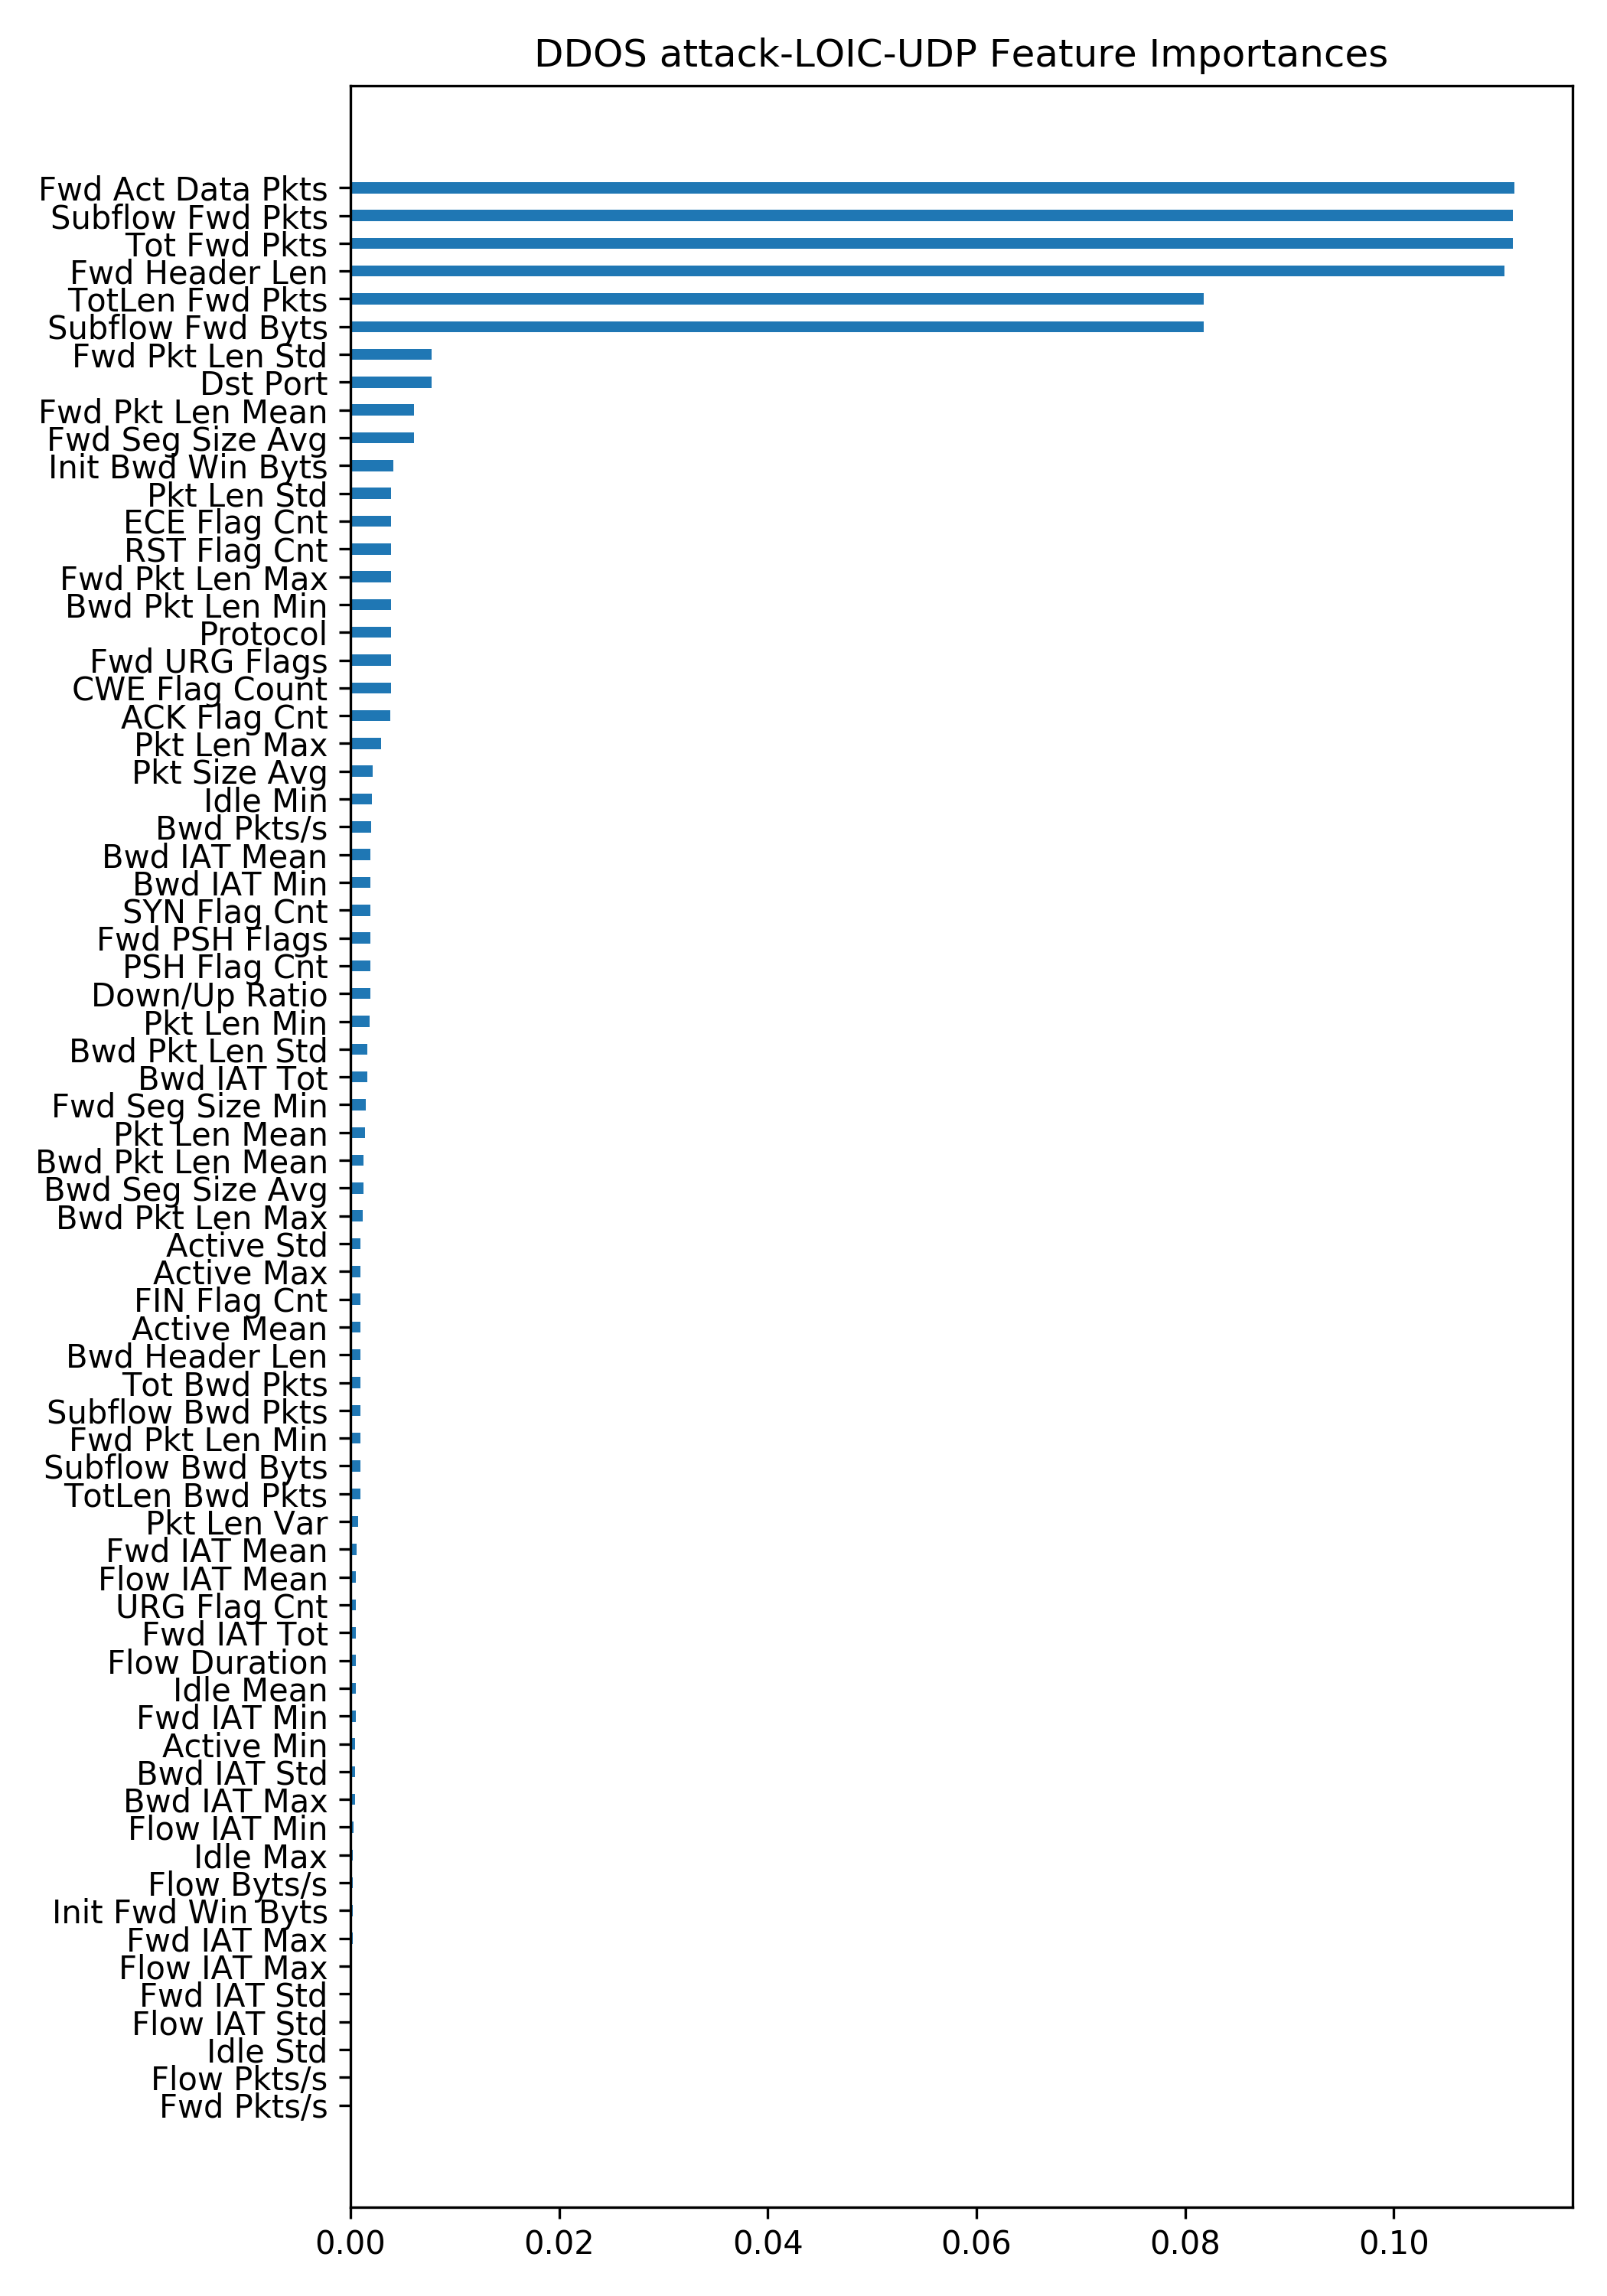 DDOS attack-LOIC-UDP Feature Importances
Fwd Act Data Pkts
Subflow Fwd Pkts
Tot Fwd Pkts
Fwd Header Len
TotLen Fwd Pkts
Subflow Fwd Byts
Fwd Pkt Len Std
Dst Port
Fwd Pkt Len Mean
Fwd Seg Size Avg
Init Bwd Win Byts
Pkt Len Std
ECE Flag Cnt
RST Flag Cnt
Fwd Pkt Len Max
Bwd Pkt Len Min
Protocol
Fwd URG Flags
CWE Flag Count
ACK Flag Cnt
Pkt Len Max
Pkt Size Avg
Idle Min
Bwd Pkts/s
Bwd IAT Mean
Bwd IAT Min
SYN Flag Cnt
Fwd PSH Flags
PSH Flag Cnt
Down/Up Ratio
Pkt Len Min
Bwd Pkt Len Std
Bwd IAT Tot
Fwd Seg Size Min
Pkt Len Mean
Bwd Pkt Len Mean
Bwd Seg Size Avg
Bwd Pkt Len Max
Active Std
Active Max
FIN Flag Cnt
Active Mean
Bwd Header Len
Tot Bwd Pkts
Subflow Bwd Pkts
Fwd Pkt Len Min
Subflow Bwd Byts
TotLen Bwd Pkts
Pkt Len Var
Fwd IAT Mean
Flow IAT Mean
URG Flag Cnt
Fwd IAT Tot
Flow Duration
Idle Mean
Fwd IAT Min
Active Min
Bwd IAT Std
Bwd IAT Max
Flow IAT Min
Idle Max
Flow Byts/s
Init Fwd Win Byts
Fwd IAT Max
Flow IAT Max
Fwd IAT Std
Flow IAT Std
Idle Std
Flow Pkts/s
Fwd Pkts/s
0.00 0.02 0.04 0.06 0.08 0.10